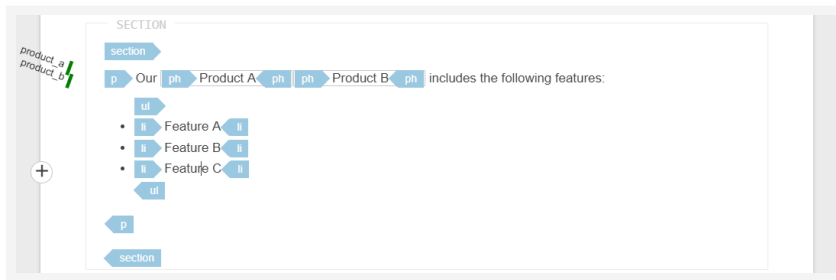 SECTION
section
product_a
product_b
p Our ph Product A ph ph Product B ph includes the following features:
ul
• li Feature A li
• li Feature B li
• li Feature C li
ul
p
section